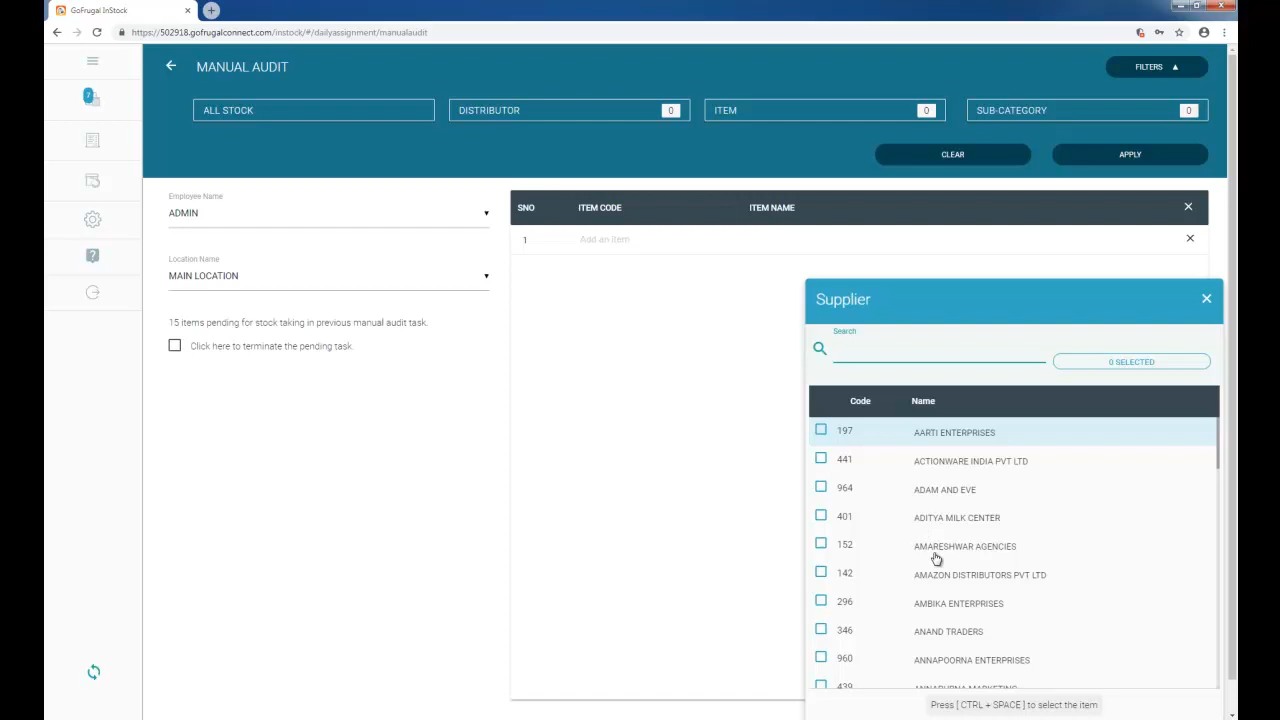 GoFrugal InStock
https://502918.gofrugalconnect.com/instock/#/dailyassignment/manualaudit
MANUAL AUDIT
FILTERS ▲
ALL STOCK
DISTRIBUTOR 0
ITEM 0
SUB-CATEGORY 0
CLEAR
APPLY
7
Employee Name
ADMIN
Location Name
MAIN LOCATION
15 items pending for stock taking in previous manual audit task.
Click here to terminate the pending task.
SNO ITEM CODE ITEM NAME
1 Add an Item
Supplier
Search
0 SELECTED
Code Name
197 AARTI ENTERPRISES
441 ACTIONWARE INDIA PVT LTD
964 ADAM AND EVE
401 ADITYA MILK CENTER
152 AMARESHWAR AGENCIES
142 AMAZON DISTRIBUTORS PVT LTD
296 AMBIKA ENTERPRISES
346 ANAND TRADERS
960 ANNAPOORNA ENTERPRISES
439 ANNAPURNA MARKETING
Press [ CTRL + SPACE ] to select the item